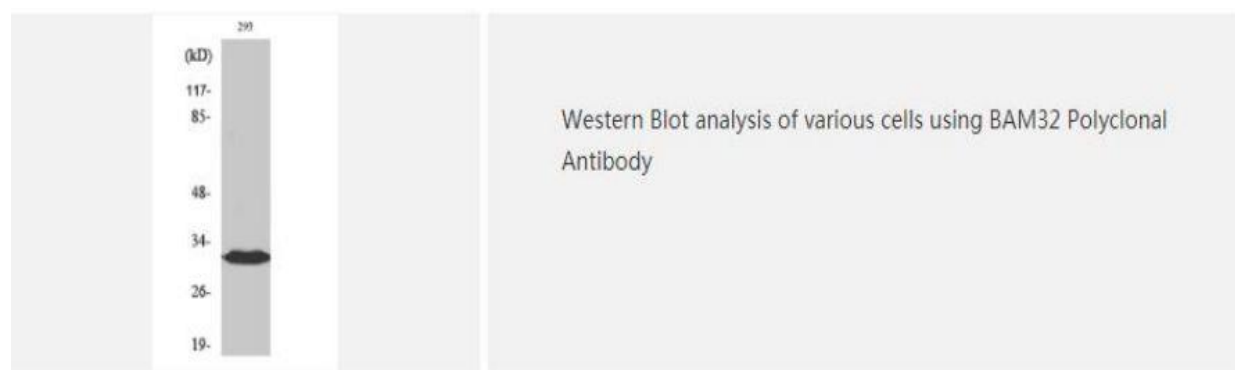 293
(kD)
117-
85-
48-
34-
26-
19-
Western Blot analysis of various cells using BAM32 Polyclonal
Antibody